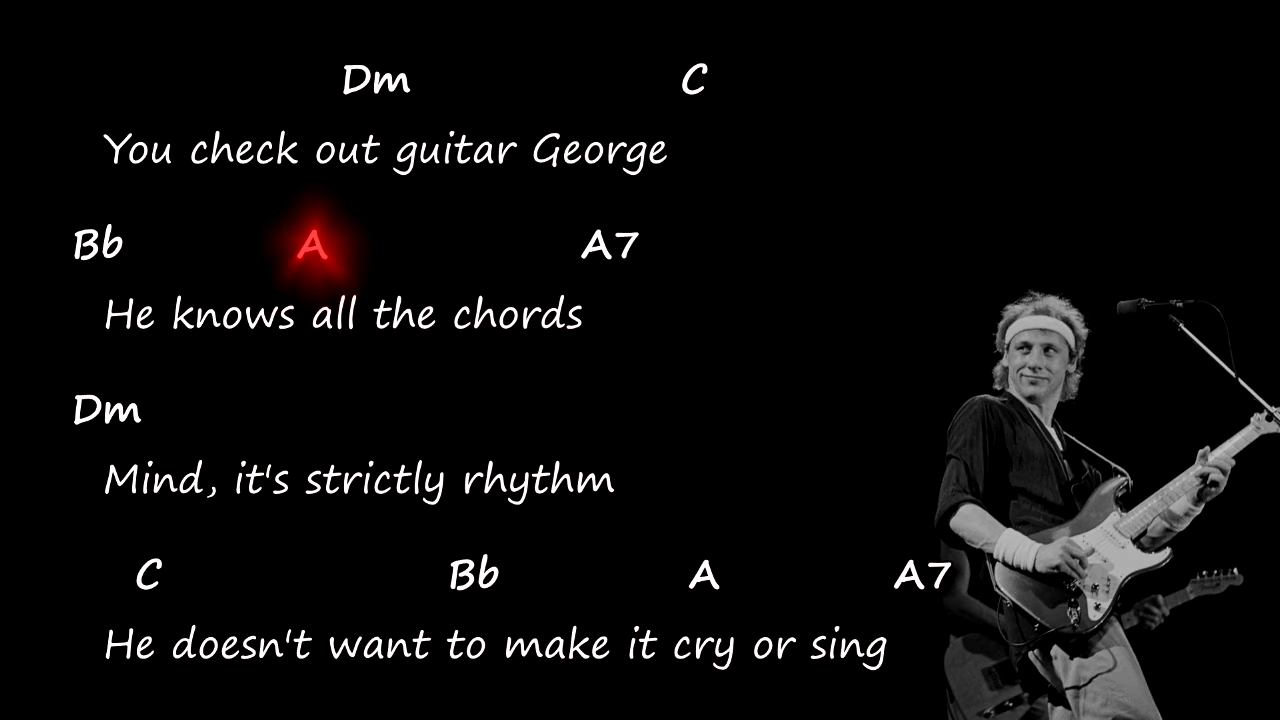 Dm C
You check out guitar George
Bb A A7
He knows all the chords
Dm
Mind, it's strictly rhythm
C Bb A A7
He doesn't want to make it cry or sing